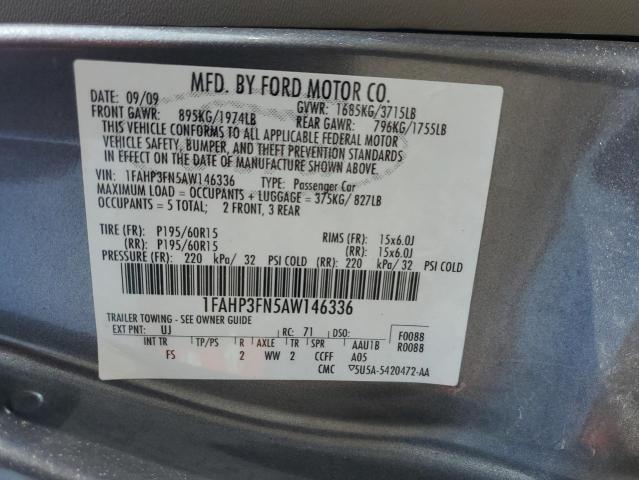 MFD. BY FORD MOTOR CO.
DATE: 09/09 GVWR: 1685KG/3715LB
FRONT GAWR: 895KG/1974LB REAR GAWR: 796KG/1755LB
THIS VEHICLE CONFORMS TO ALL APPLICABLE FEDERAL MOTOR
VEHICLE SAFETY, BUMPER, AND THEFT PREVENTION STANDARDS
IN EFFECT ON THE DATE OF MANUFACTURE SHOWN ABOVE.
VIN: 1FAHP3FN5AW146336 TYPE: Passenger Car
MAXIMUM LOAD = OCCUPANTS + LUGGAGE = 375KG/ 827LB
OCCUPANTS = 5 TOTAL; 2 FRONT, 3 REAR
TIRE (FR): P195/60R15 RIMS (FR): 15x6.0J
(RR): P195/60R15 (RR): 15x6.0J
PRESSURE (FR): 220 kPa/ 32 PSI COLD (RR): 220 kPa/ 32 PSI COLD
1FAHP3FN5AW146336
TRAILER TOWING - SEE OWNER GUIDE
EXT PNT: UJ RC: 71 DSO: F0088
INT TR TP/PS R AXLE TR SPR AAU1B R0088
FS 2 WW 2 CCFF A05
CMC ▽5U5A-5420472-AA